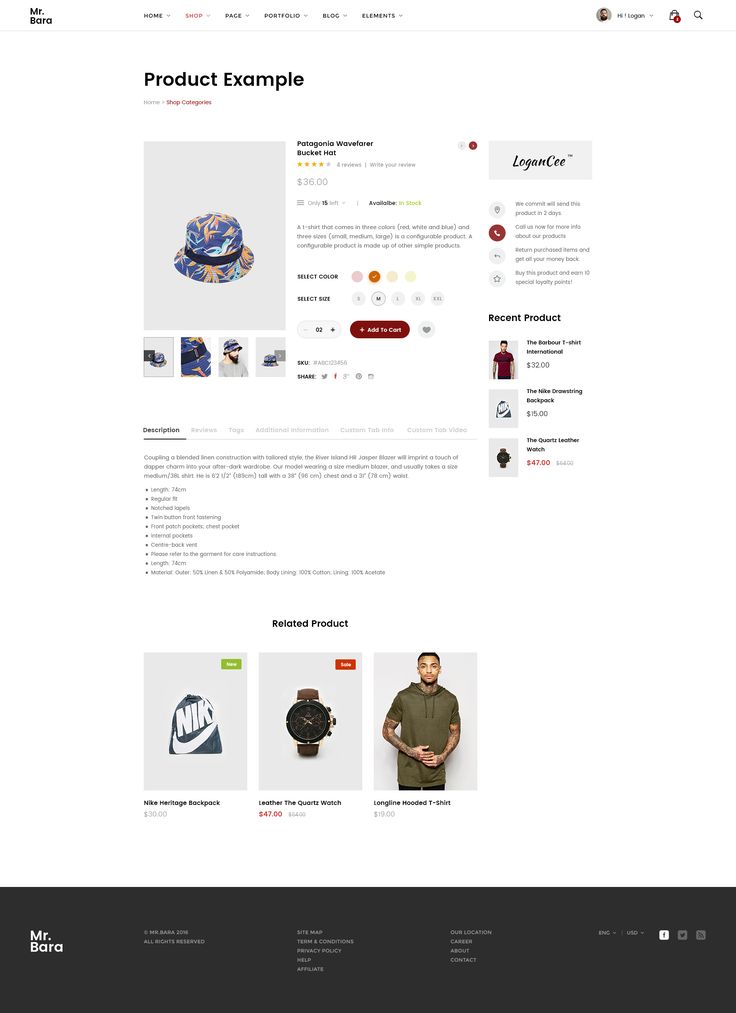 Mr.
Bara
HOME
SHOP
PAGE
PORTFOLIO
BLOG
ELEMENTS
Hi ! Logan
2
Product Example
Home > Shop Categories
Patagonia Wavefarer
Bucket Hat
4 reviews | Write your review
$36.00
Only 15 left | Availalbe: In Stock
A t-shirt that comes in three colors (red, white and blue) and
three sizes (small, medium, large) is a configurable product. A
configurable product is made up of other simple products.
SELECT COLOR
SELECT SIZE S M L XL XXL
− 02 + + Add To Cart
SKU: #ABC123456
SHARE:
LoganCee ™
We commit will send this
product in 2 days.
Call us now for more info
about our products.
Return purchased items and
get all your money back.
Buy this product and earn 10
special loyalty points!
Recent Product
The Barbour T-shirt
International
$32.00
The Nike Drawstring
Backpack
$15.00
The Quartz Leather
Watch
$47.00 $64.00
Description Reviews Tags Additional Information Custom Tab Info Custom Tab Video
Coupling a blended linen construction with tailored style, the River Island HR Jasper Blazer will imprint a touch of
dapper charm into your after-dark wardrobe. Our model wearing a size medium blazer, and usually takes a size
medium/38L shirt. He is 6'2 1/2" (189cm) tall with a 38" (96 cm) chest and a 31" (78 cm) waist.
• Length: 74cm
• Regular fit
• Notched lapels
• Twin button front fastening
• Front patch pockets; chest pocket
• Internal pockets
• Centre-back vent
• Please refer to the garment for care instructions.
• Length: 74cm
• Material: Outer: 50% Linen & 50% Polyamide; Body Lining: 100% Cotton; Lining: 100% Acetate
Related Product
New
NIK
Sale
Nike Heritage Backpack
$30.00
Leather The Quartz Watch
$47.00 $64.00
Longline Hooded T-Shirt
$19.00
Mr.
Bara
© MR.BARA 2016
ALL RIGHTS RESERVED
SITE MAP
TERM & CONDITIONS
PRIVACY POLICY
HELP
AFFILIATE
OUR LOCATION
CAREER
ABOUT
CONTACT
ENG | USD